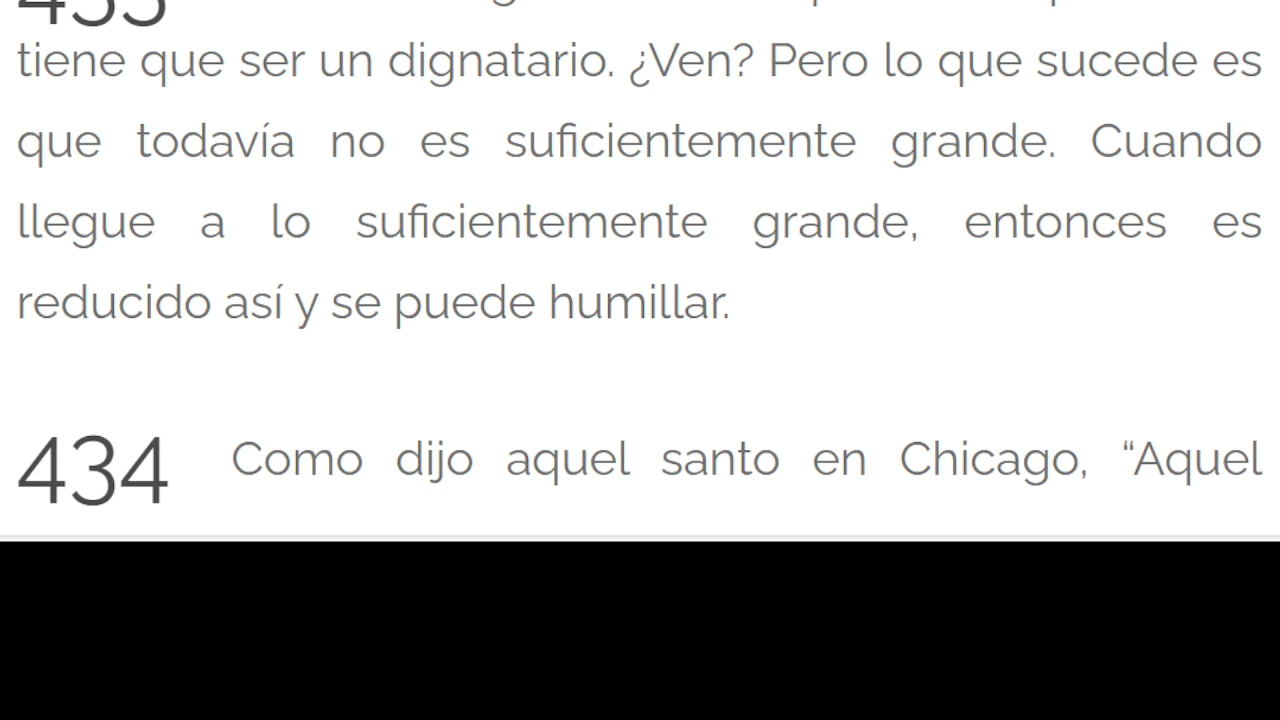 tiene que ser un dignatario. ¿Ven? Pero lo que sucede es
que todavía no es suficientemente grande. Cuando
llegue a lo suficientemente grande, entonces es
reducido así y se puede humillar.
434 Como dijo aquel santo en Chicago, “Aquel